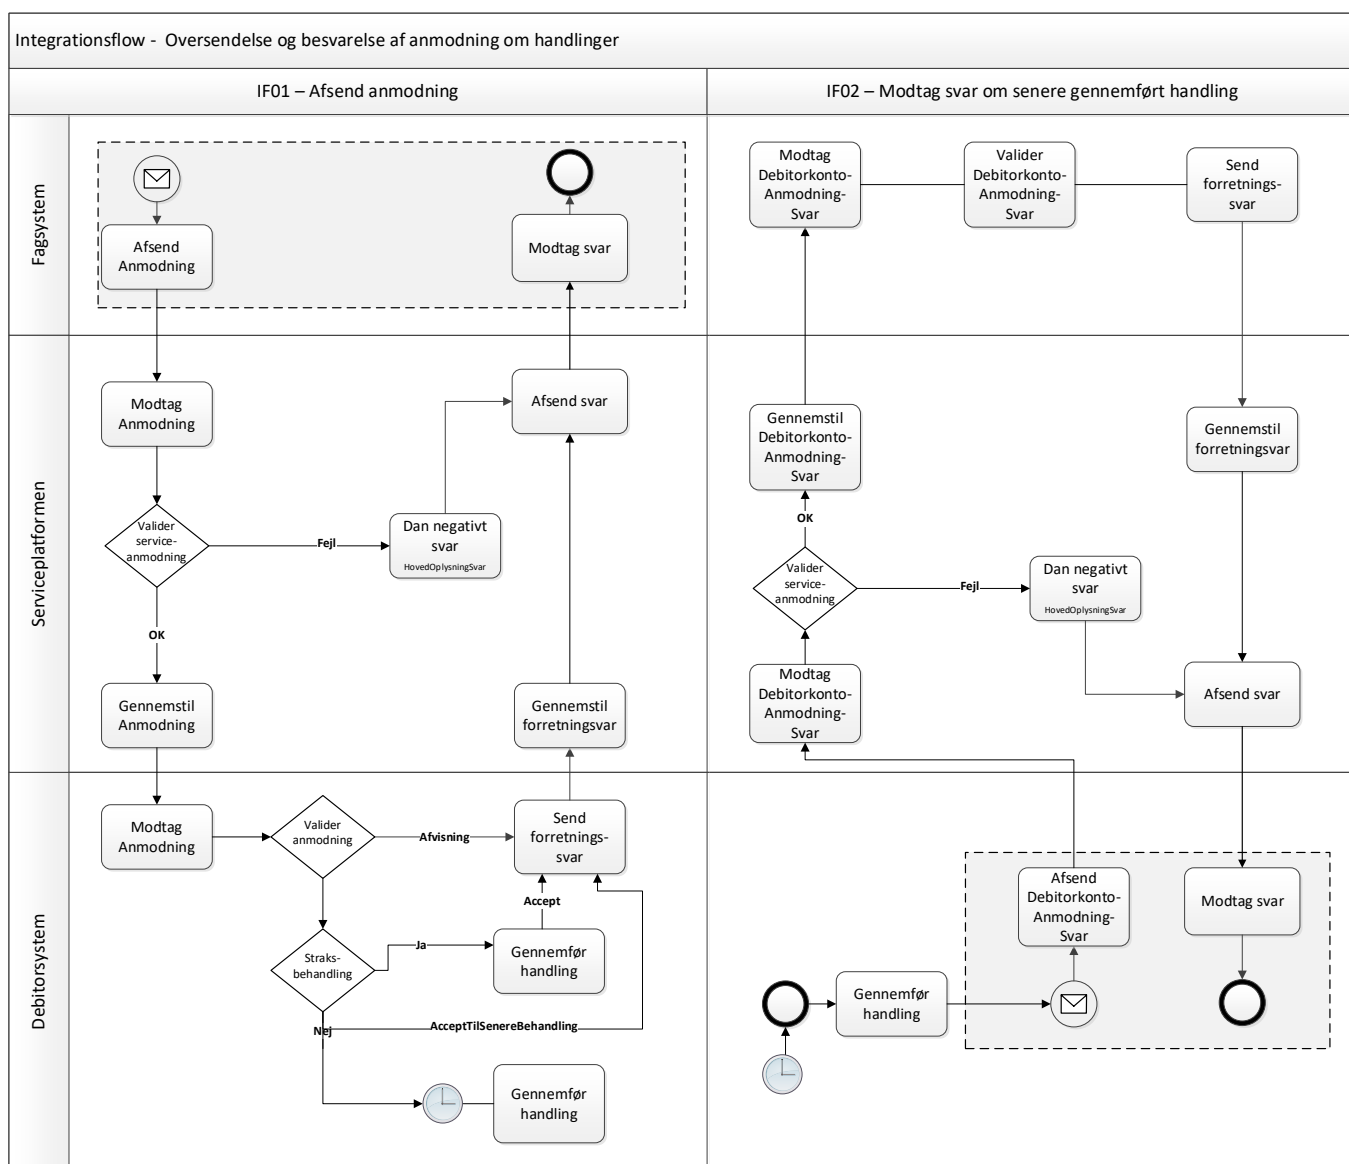 Integrationsflow -  Oversendelse og besvarelse af anmodning om handlinger
IF01 – Afsend anmodning
IF02 – Modtag svar om senere gennemført handling
Fagsystem
Afsend
Anmodning
Modtag svar
Modtag
Debitorkonto-
Anmodning-
Svar
Valider
Debitorkonto-
Anmodning-
Svar
Send
forretnings-
svar
Serviceplatformen
Modtag
Anmodning
Afsend svar
Valider
service-
anmodning
Fejl
Dan negativt
svar
HovedOplysningSvar
OK
Gennemstil
Anmodning
Gennemstil
forretningsvar
Gennemstil
Debitorkonto-
Anmodning-
Svar
Gennemstil
forretningsvar
OK
Valider
service-
anmodning
Fejl
Dan negativt
svar
HovedOplysningSvar
Modtag
Debitorkonto-
Anmodning-
Svar
Afsend svar
Debitorsystem
Modtag
Anmodning
Valider
anmodning
Afvisning
Send
forretnings-
svar
Accept
Straks-
behandling
Ja
Gennemfør
handling
Nej
AcceptTilSenereBehandling
Gennemfør
handling
Afsend
Debitorkonto-
Anmodning-
Svar
Modtag svar
Gennemfør
handling